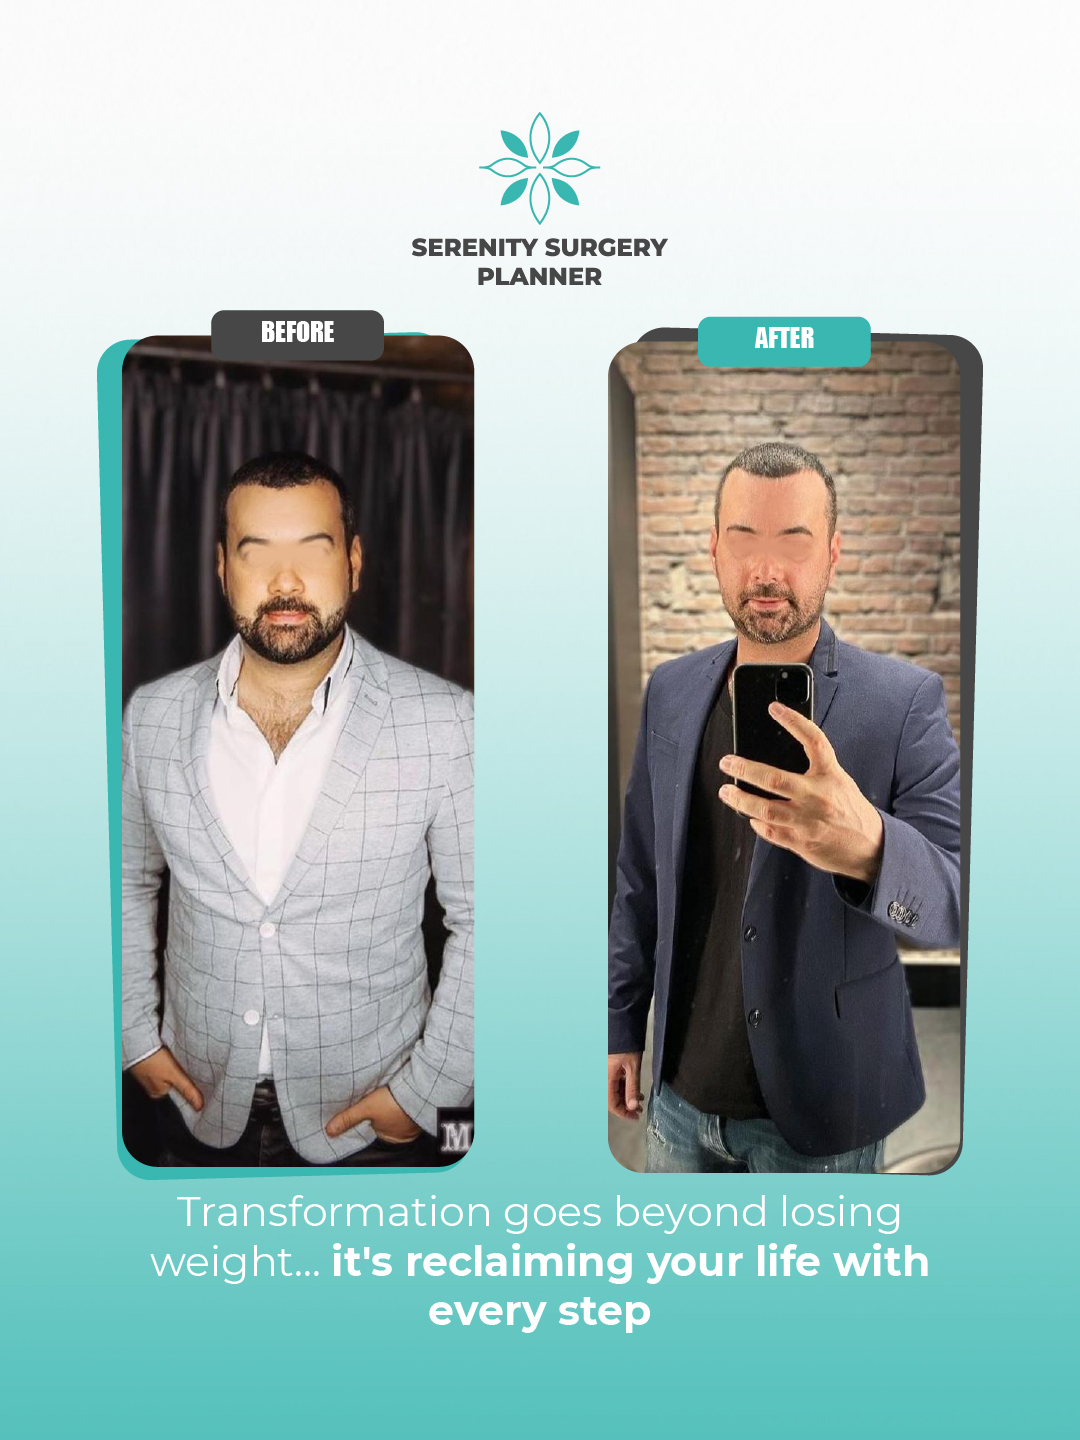 SERENITY SURGERY
PLANNER
BEFORE
AFTER
M
Transformation goes beyond losing
weight... it's reclaiming your life with
every step